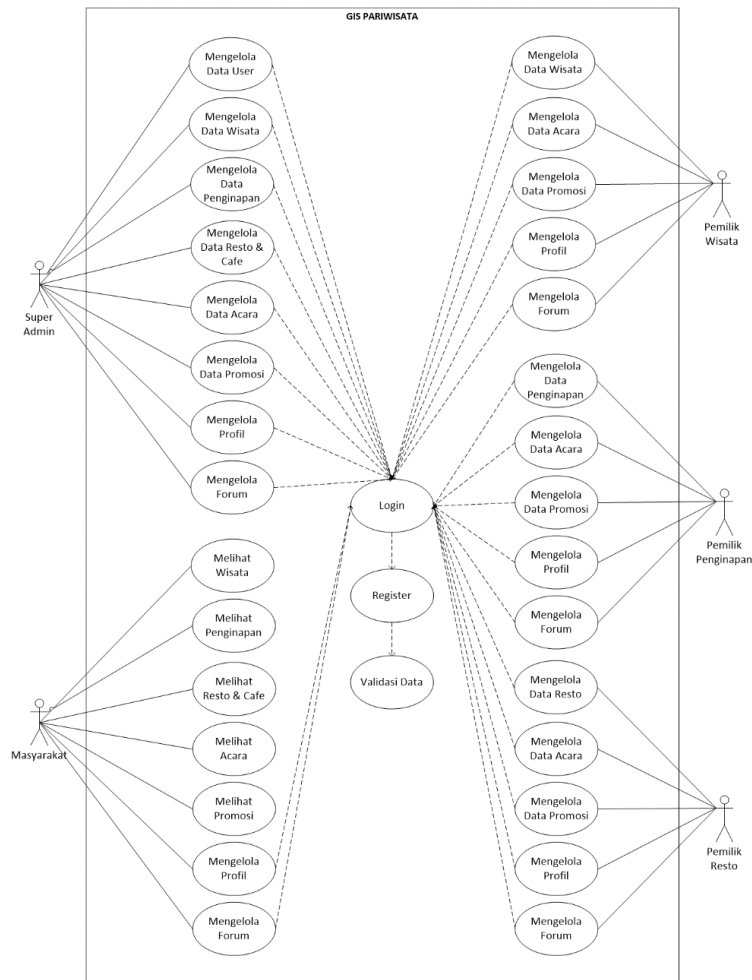 GIS PARIWISATA
Mengelola
Data User
Mengelola
Data Wisata
Mengelola
Data
Penginapan
Mengelola
Data Resto &
Cafe
Mengelola
Data Acara
Mengelola
Data Promosi
Mengelola
Profil
Mengelola
Forum
Super
Admin
Melihat
Wisata
Melihat
Penginapan
Melihat
Resto & Cafe
Melihat
Acara
Melihat
Promosi
Mengelola
Profil
Mengelola
Forum
Masyarakat
Login
Register
Validasi Data
Mengelola
Data Wisata
Mengelola
Data Acara
Mengelola
Data Promosi
Mengelola
Profil
Mengelola
Forum
Pemilik
Wisata
Mengelola
Data
Penginapan
Mengelola
Data Acara
Mengelola
Data Promosi
Mengelola
Profil
Mengelola
Forum
Pemilik
Penginapan
Mengelola
Data Resto
Mengelola
Data Acara
Mengelola
Data Promosi
Mengelola
Profil
Mengelola
Forum
Pemilik
Resto